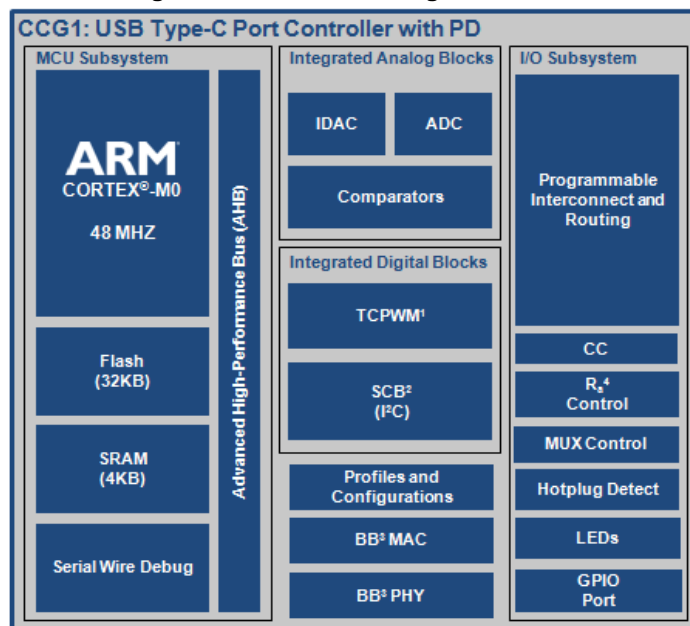 CCG1: USB Type-C Port Controller with PD
MCU Subsystem
ARM
CORTEX®-M0
48 MHZ
Flash
(32KB)
SRAM
(4KB)
Serial Wire Debug
Advanced High-Performance Bus (AHB)
Integrated Analog Blocks
IDAC
ADC
Comparators
Integrated Digital Blocks
TCPWM¹
SCB²
(I²C)
Profiles and
Configurations
BB³ MAC
BB³ PHY
I/O Subsystem
Programmable
Interconnect and
Routing
CC
Rₐ⁴
Control
MUX Control
Hotplug Detect
LEDs
GPIO
Port